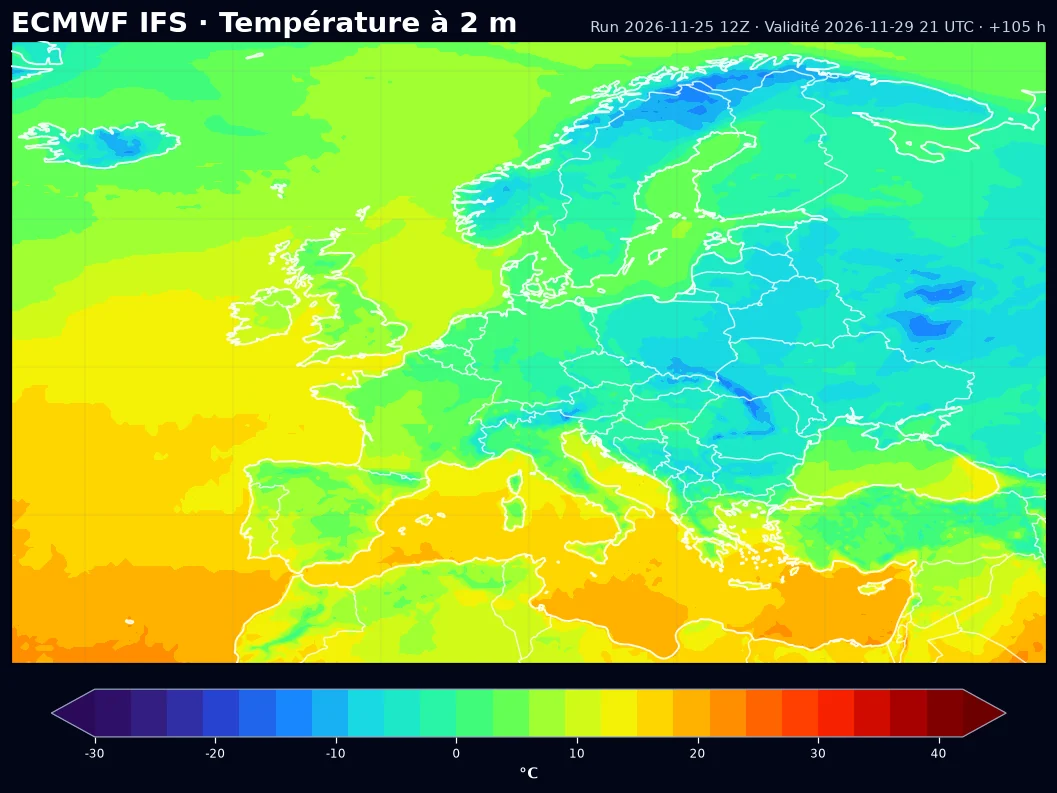 ECMWF IFS · Température à 2 m
Run 2026-11-25 12Z · Validité 2026-11-29 21 UTC · +105 h
-30 -20 -10 0 10 20 30 40
°C